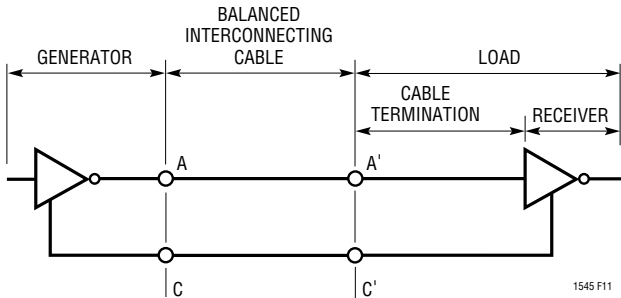 BALANCED
INTERCONNECTING
CABLE
GENERATOR
LOAD
CABLE
TERMINATION
RECEIVER
A
A'
C
C'
1545 F11